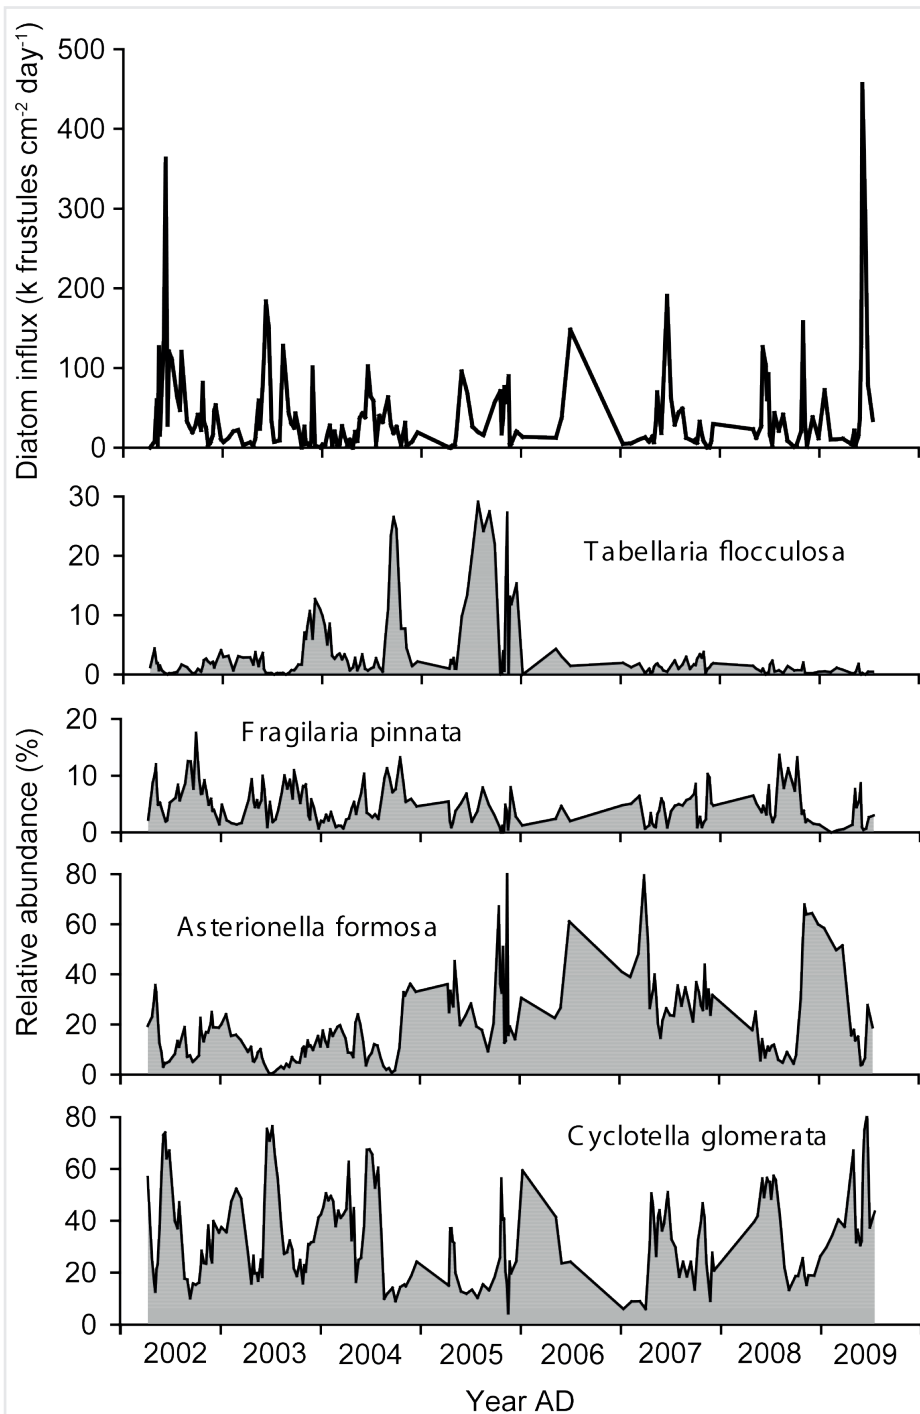 Diatom influx (k frustules cm-2 day-1)
500
400
300
200
100
0
Tabellaria flocculosa
30
20
10
0
Relative abundance (%)
Fragilaria pinnata
20
10
0
Asterionella formosa
80
60
40
20
0
Cyclotella glomerata
80
60
40
20
0
2002 2003 2004 2005 2006 2007 2008 2009
Year AD